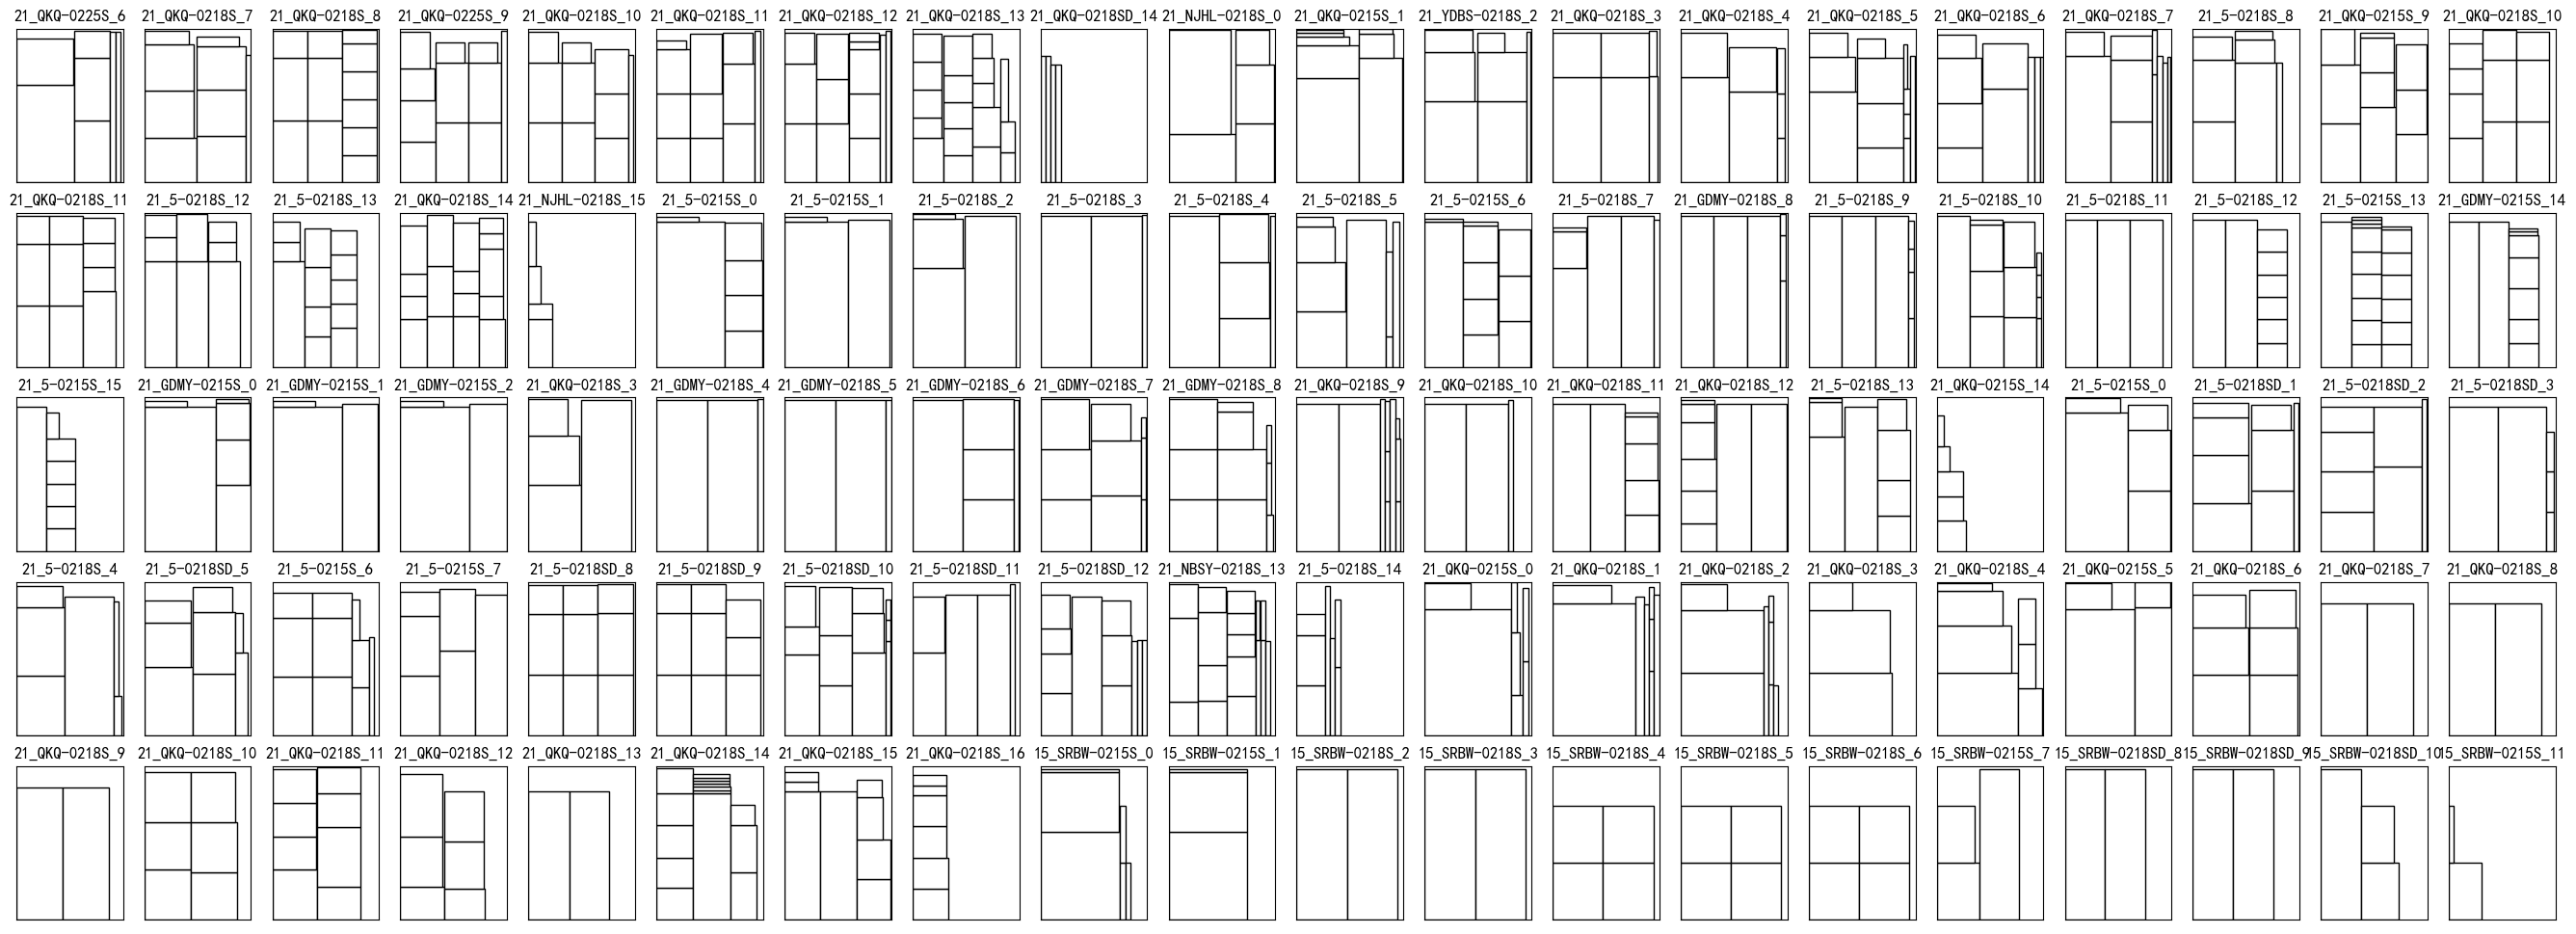 21_QKQ-0225S_6 21_QKQ-0218S_7 21_QKQ-0218S_8 21_QKQ-0225S_9 21_QKQ-0218S_10 21_QKQ-0218S_11 21_QKQ-0218S_12 21_QKQ-0218S_13 21_QKQ-0218SD_14 21_NJHL-0218S_0 21_QKQ-0215S_1 21_YDBS-0218S_2 21_QKQ-0218S_3 21_QKQ-0218S_4 21_QKQ-0218S_5 21_QKQ-0218S_6 21_QKQ-0218S_7 21_5-0218S_8 21_QKQ-0215S_9 21_QKQ-0218S_10
21_QKQ-0218S_11 21_5-0218S_12 21_5-0218S_13 21_QKQ-0218S_14 21_NJHL-0218S_15 21_5-0215S_0 21_5-0215S_1 21_5-0218S_2 21_5-0218S_3 21_5-0218S_4 21_5-0218S_5 21_5-0215S_6 21_5-0218S_7 21_GDMY-0218S_8 21_5-0218S_9 21_5-0218S_10 21_5-0218S_11 21_5-0218S_12 21_5-0215S_13 21_GDMY-0215S_14
21_5-0215S_15 21_GDMY-0215S_0 21_GDMY-0215S_1 21_GDMY-0215S_2 21_QKQ-0218S_3 21_GDMY-0218S_4 21_GDMY-0218S_5 21_GDMY-0218S_6 21_GDMY-0218S_7 21_GDMY-0218S_8 21_QKQ-0218S_9 21_QKQ-0218S_10 21_QKQ-0218S_11 21_QKQ-0218S_12 21_5-0218S_13 21_QKQ-0215S_14 21_5-0215S_0 21_5-0218SD_1 21_5-0218SD_2 21_5-0218SD_3
21_5-0218S_4 21_5-0218SD_5 21_5-0215S_6 21_5-0215S_7 21_5-0218SD_8 21_5-0218SD_9 21_5-0218SD_10 21_5-0218SD_11 21_5-0218SD_12 21_NBSY-0218S_13 21_5-0218S_14 21_QKQ-0215S_0 21_QKQ-0218S_1 21_QKQ-0218S_2 21_QKQ-0218S_3 21_QKQ-0218S_4 21_QKQ-0215S_5 21_QKQ-0218S_6 21_QKQ-0218S_7 21_QKQ-0218S_8
21_QKQ-0218S_9 21_QKQ-0218S_10 21_QKQ-0218S_11 21_QKQ-0218S_12 21_QKQ-0218S_13 21_QKQ-0218S_14 21_QKQ-0218S_15 21_QKQ-0218S_16 15_SRBW-0215S_0 15_SRBW-0215S_1 15_SRBW-0218S_2 15_SRBW-0218S_3 15_SRBW-0218S_4 15_SRBW-0218S_5 15_SRBW-0218S_6 15_SRBW-0215S_7 15_SRBW-0218SD_8 15_SRBW-0218SD_9 15_SRBW-0218SD_10 15_SRBW-0215S_11